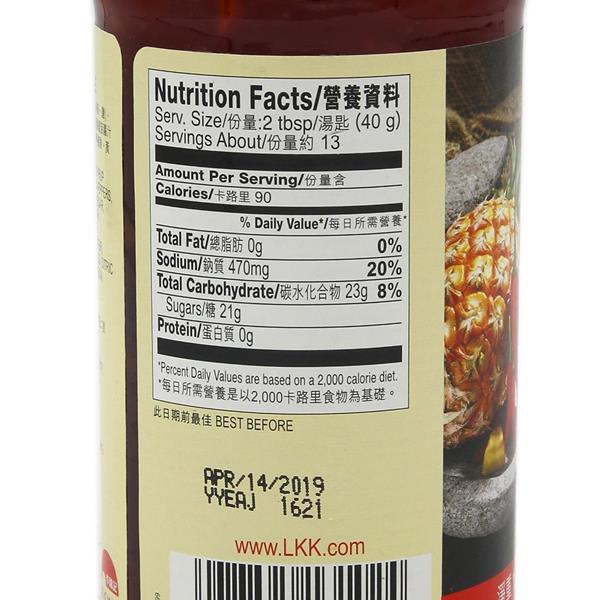 Nutrition Facts/營養資料
Serv. Size/份量:2 tbsp/湯匙 (40 g)
Servings About/份量約 13
Amount Per Serving/份量含
Calories/卡路里 90
% Daily Value*/每日所需營養*
Total Fat/總脂肪 0g 0%
Sodium/鈉質 470mg 20%
Total Carbohydrate/碳水化合物 23g 8%
Sugars/糖 21g
Protein/蛋白質 0g
*Percent Daily Values are based on a 2,000 calorie diet.
*每日所需營養是以2,000卡路里食物為基礎。
此日期前最佳 BEST BEFORE
APR/14/2019
YYEAJ 1621
www.LKK.com